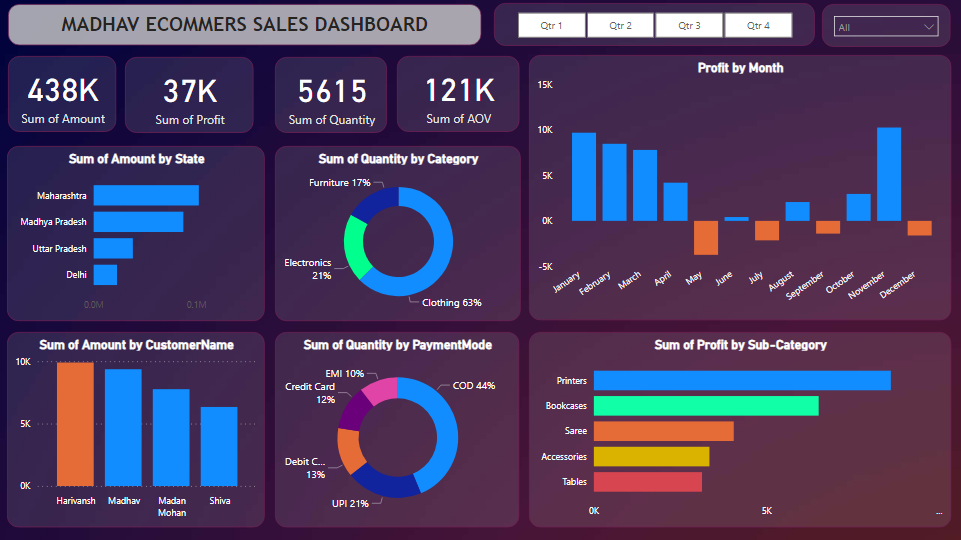 MADHAV ECOMMERS SALES DASHBOARD
Qtr 1 Qtr 2 Qtr 3 Qtr 4
All
438K
Sum of Amount
37K
Sum of Profit
5615
Sum of Quantity
121K
Sum of AOV
Profit by Month
15K
10K
5K
0K
-5K
January February March April May June July August September October November December
Sum of Amount by State
Maharashtra
Madhya Pradesh
Uttar Pradesh
Delhi
0.0M 0.1M
Sum of Quantity by Category
Furniture 17%
Electronics
21%
Clothing 63%
Sum of Amount by CustomerName
10K
5K
0K
Harivansh Madhav Madan Shiva
Mohan
Sum of Quantity by PaymentMode
EMI 10%
Credit Card
12%
COD 44%
Debit C...
13%
UPI 21%
Sum of Profit by Sub-Category
Printers
Bookcases
Saree
Accessories
Tables
0K 5K ...